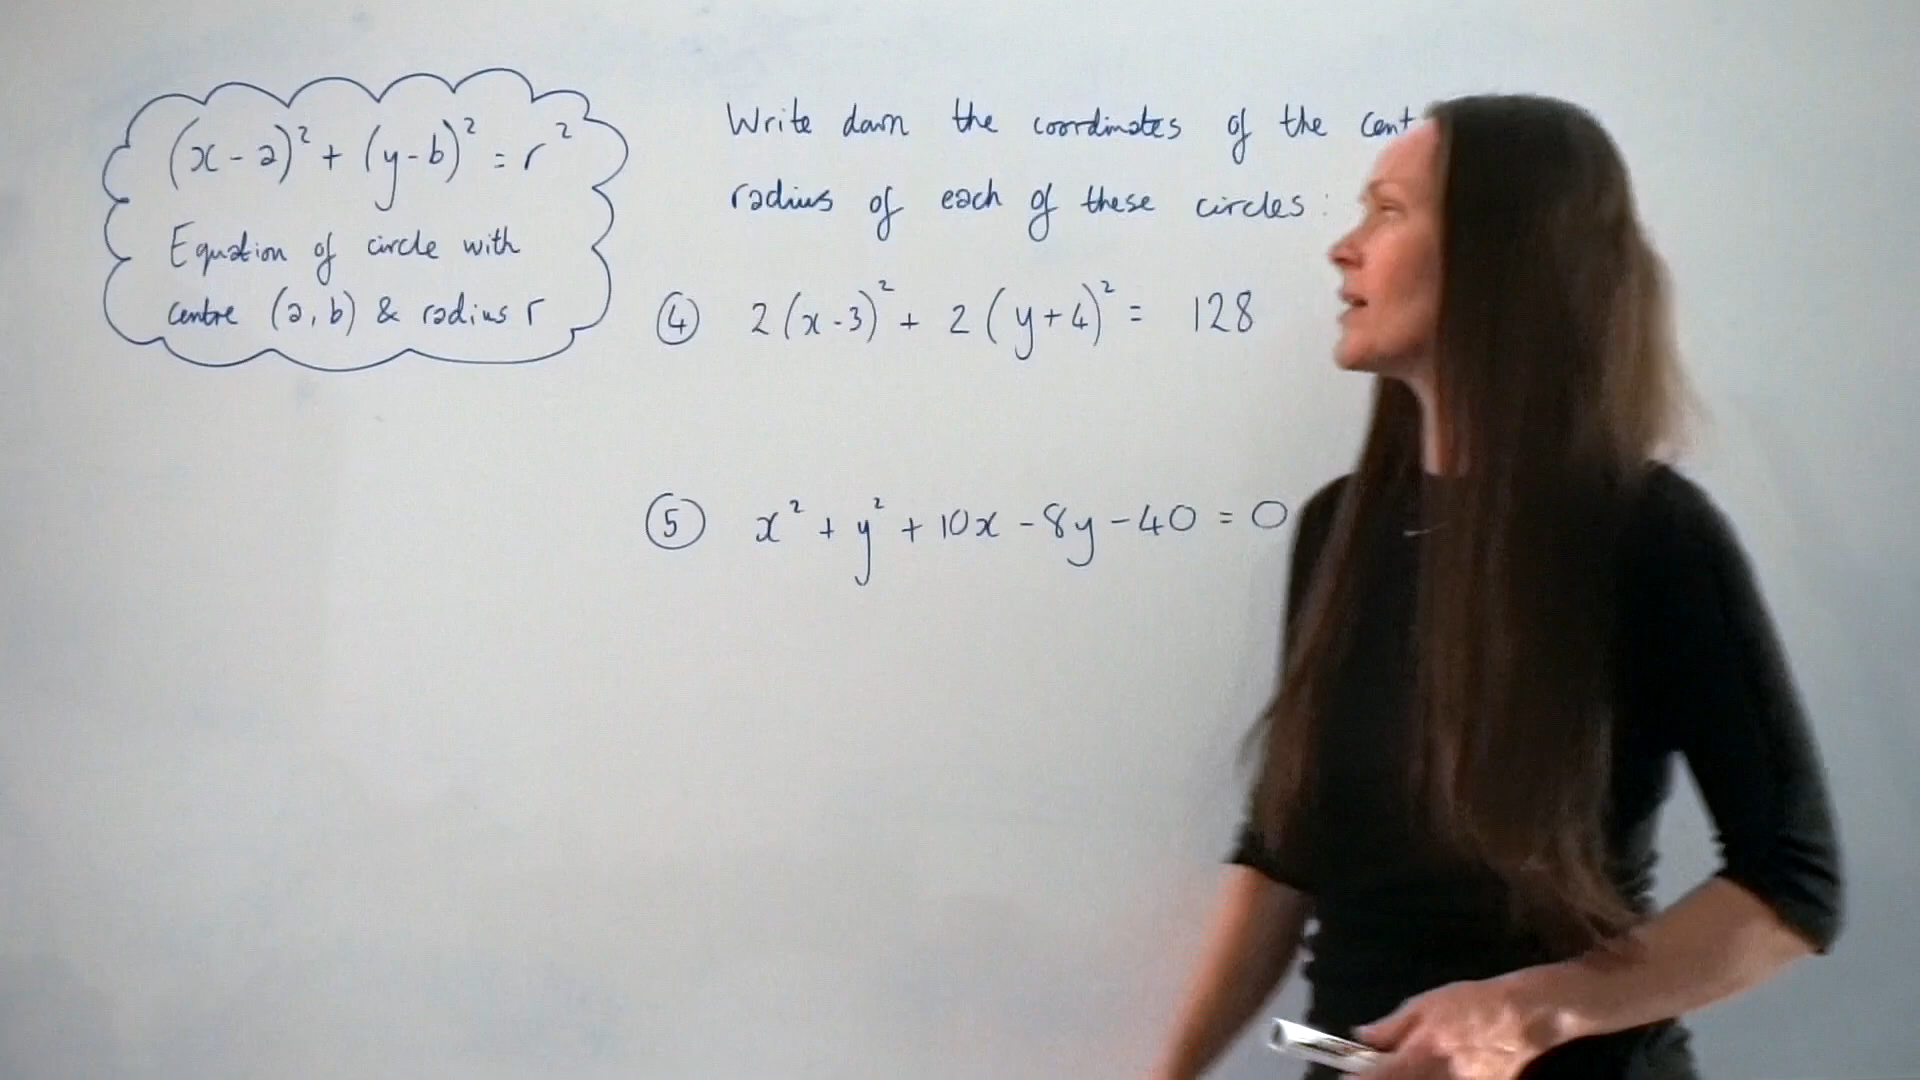 (x-a)² + (y-b)² = r²
Equation of circle with
centre (a, b) & radius r
Write down the coordinates of the
radius of each of these circles:
④ 2(x-3)² + 2(y+4)² = 128
⑤ x² + y² + 10x - 8y - 40 = 0